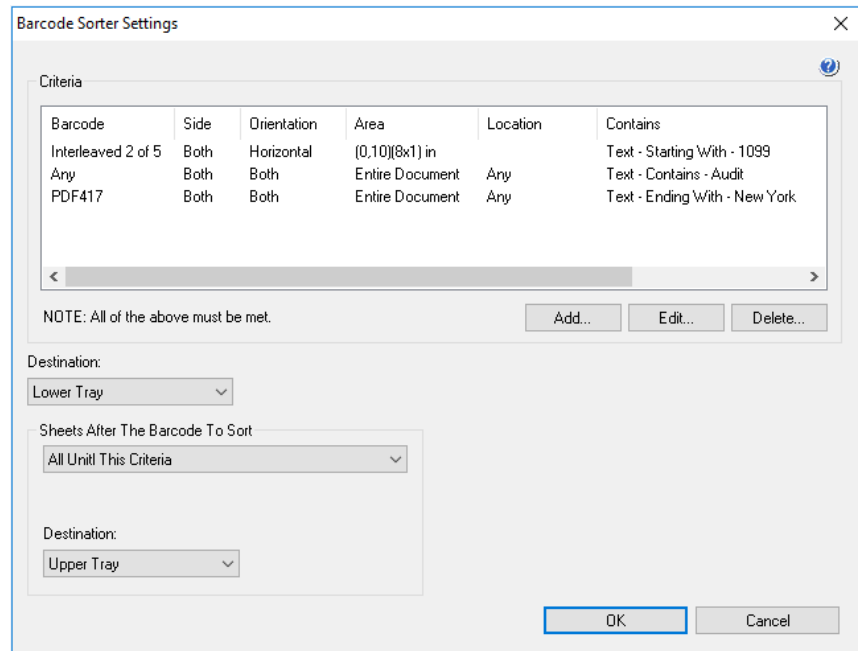 Barcode Sorter Settings
Criteria
Barcode Side Orientation Area Location Contains
Interleaved 2 of 5 Both Horizontal (0,10)(8x1) in Text - Starting With - 1099
Any Both Both Entire Document Any Text - Contains - Audit
PDF417 Both Both Entire Document Any Text - Ending With - New York
NOTE: All of the above must be met.
Add... Edit... Delete...
Destination:
Lower Tray
Sheets After The Barcode To Sort
All Unitl This Criteria
Destination:
Upper Tray
OK Cancel